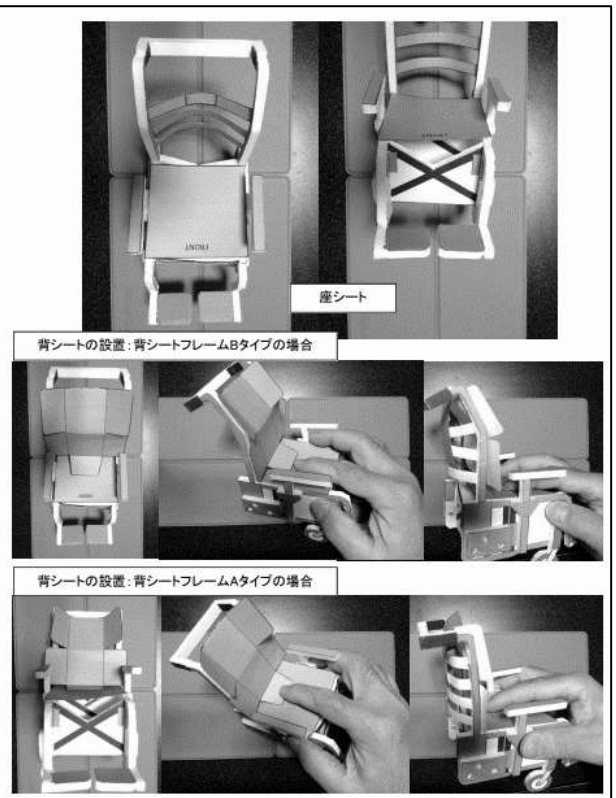 FRONT
座シート
背シートの設置:背シートフレームBタイプの場合
背シートの設置:背シートフレームAタイプの場合